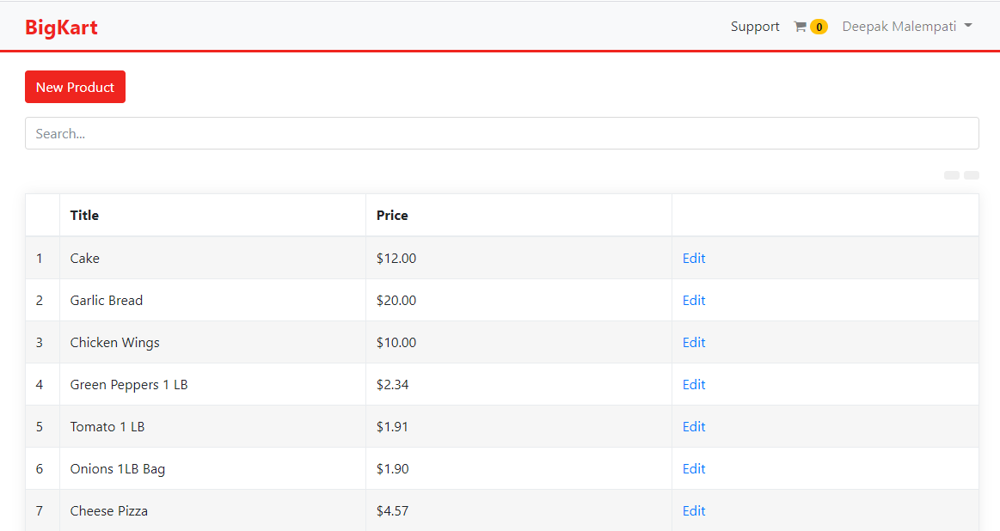 BigKart Support 0 Deepak Malempati
New Product
Search...
Title Price
1 Cake $12.00 Edit
2 Garlic Bread $20.00 Edit
3 Chicken Wings $10.00 Edit
4 Green Peppers 1 LB $2.34 Edit
5 Tomato 1 LB $1.91 Edit
6 Onions 1LB Bag $1.90 Edit
7 Cheese Pizza $4.57 Edit